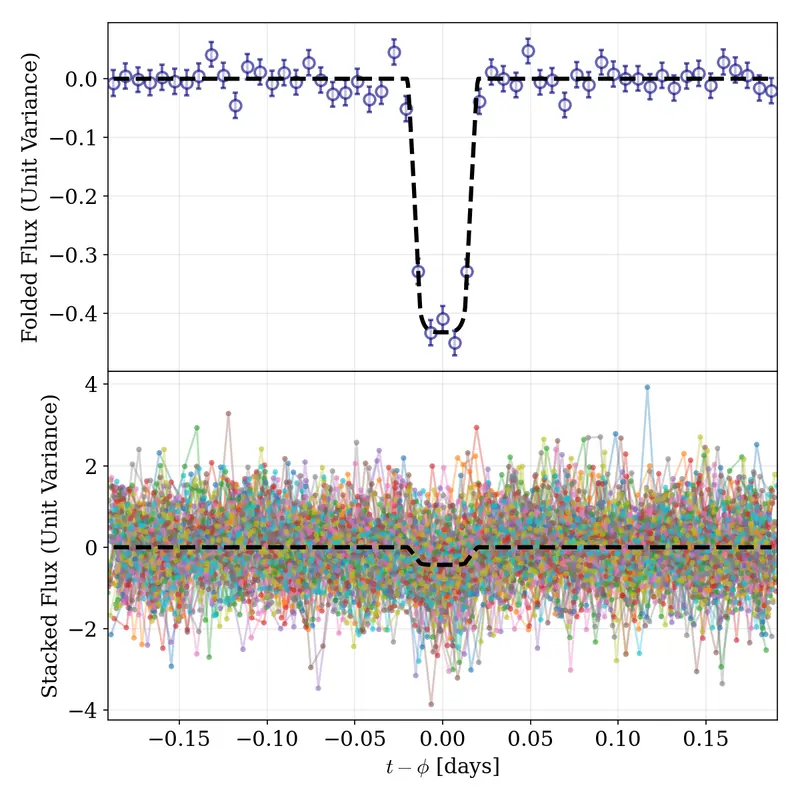 Folded Flux (Unit Variance)
0.0
−0.1
−0.2
−0.3
−0.4
Stacked Flux (Unit Variance)
4
2
0
−2
−4
−0.15 −0.10 −0.05 0.00 0.05 0.10 0.15
t − ϕ [days]